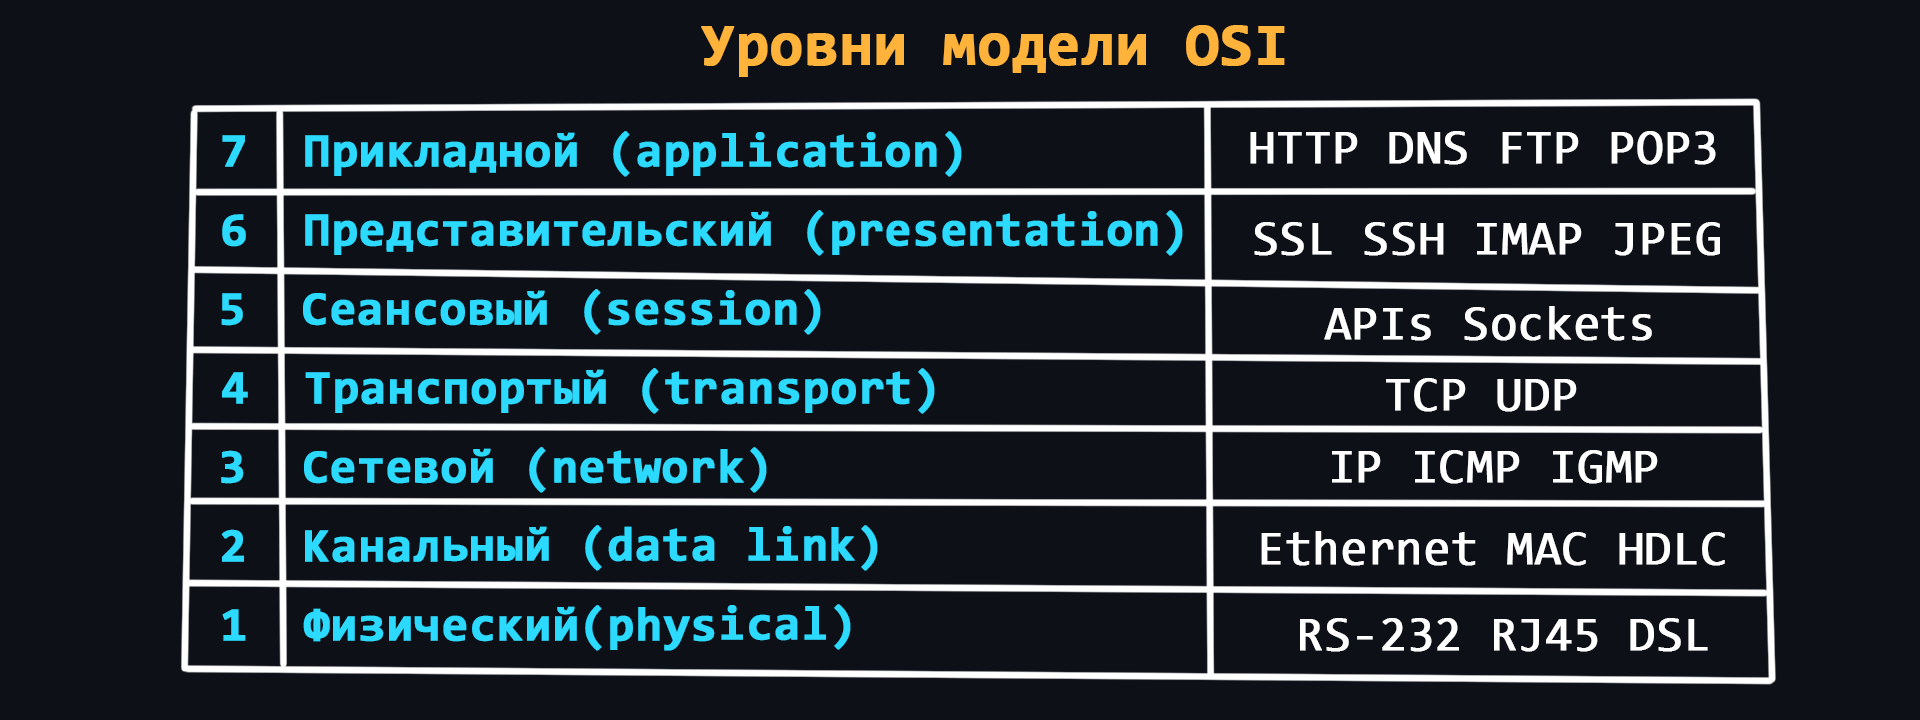 Уровни модели OSI
7 Прикладной (application) HTTP DNS FTP POP3
6 Представительский (presentation) SSL SSH IMAP JPEG
5 Сеансовый (session) APIs Sockets
4 Транспортый (transport) TCP UDP
3 Сетевой (network) IP ICMP IGMP
2 Канальный (data link) Ethernet MAC HDLC
1 Физический(physical) RS-232 RJ45 DSL